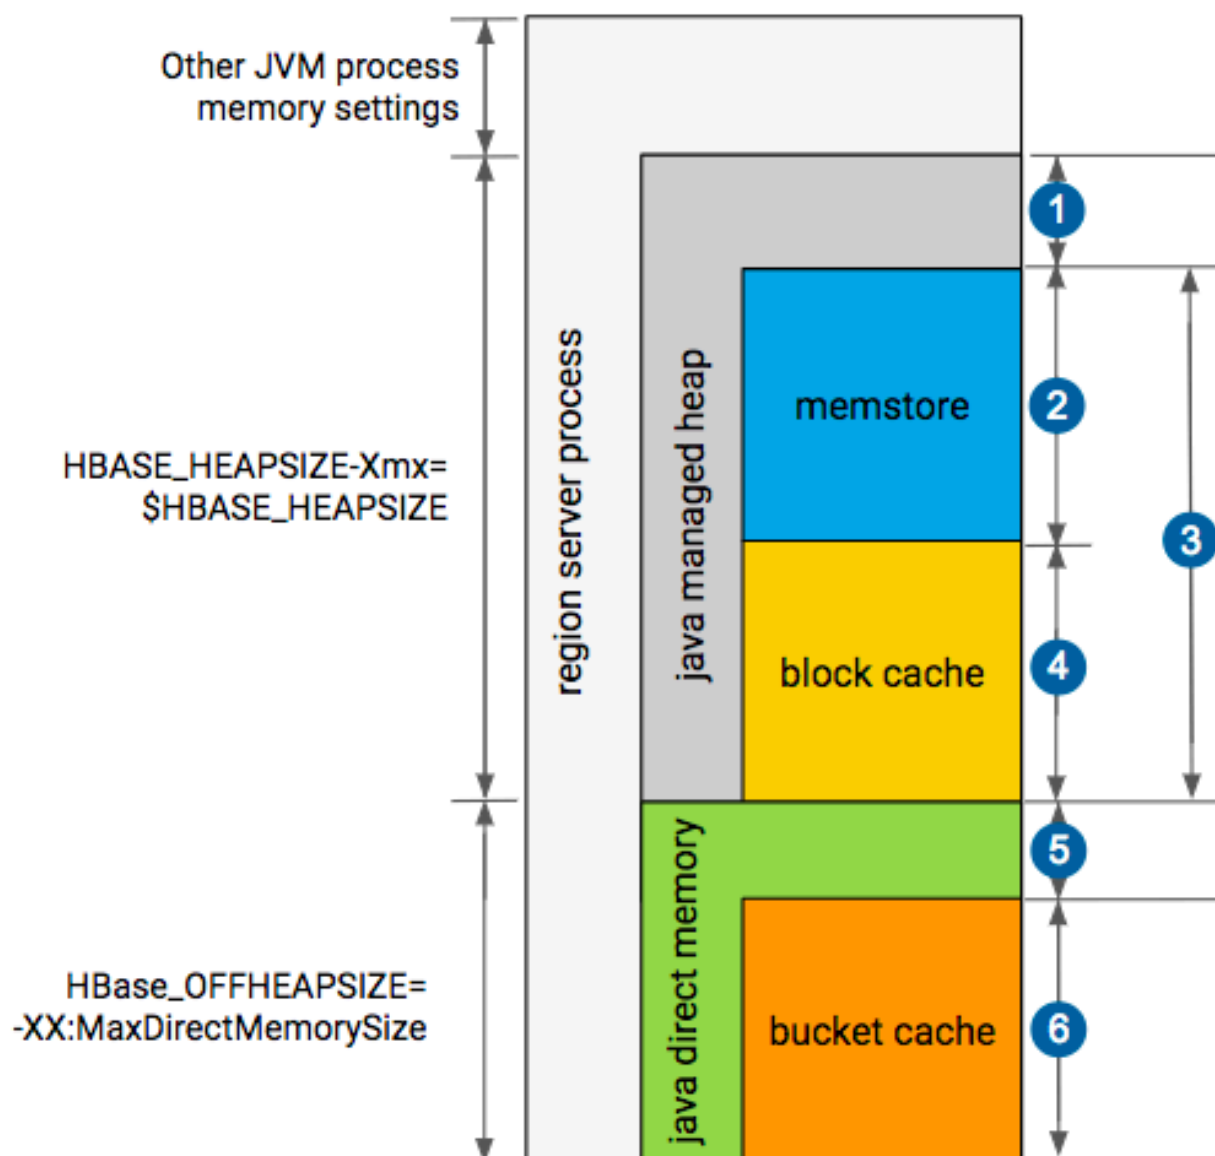 Other JVM process
memory settings
HBASE_HEAPSIZE-Xmx=
$HBASE_HEAPSIZE
HBase_OFFHEAPSIZE=
-XX:MaxDirectMemorySize
region server process
java managed heap
java direct memory
memstore
block cache
bucket cache
1
2
3
4
5
6